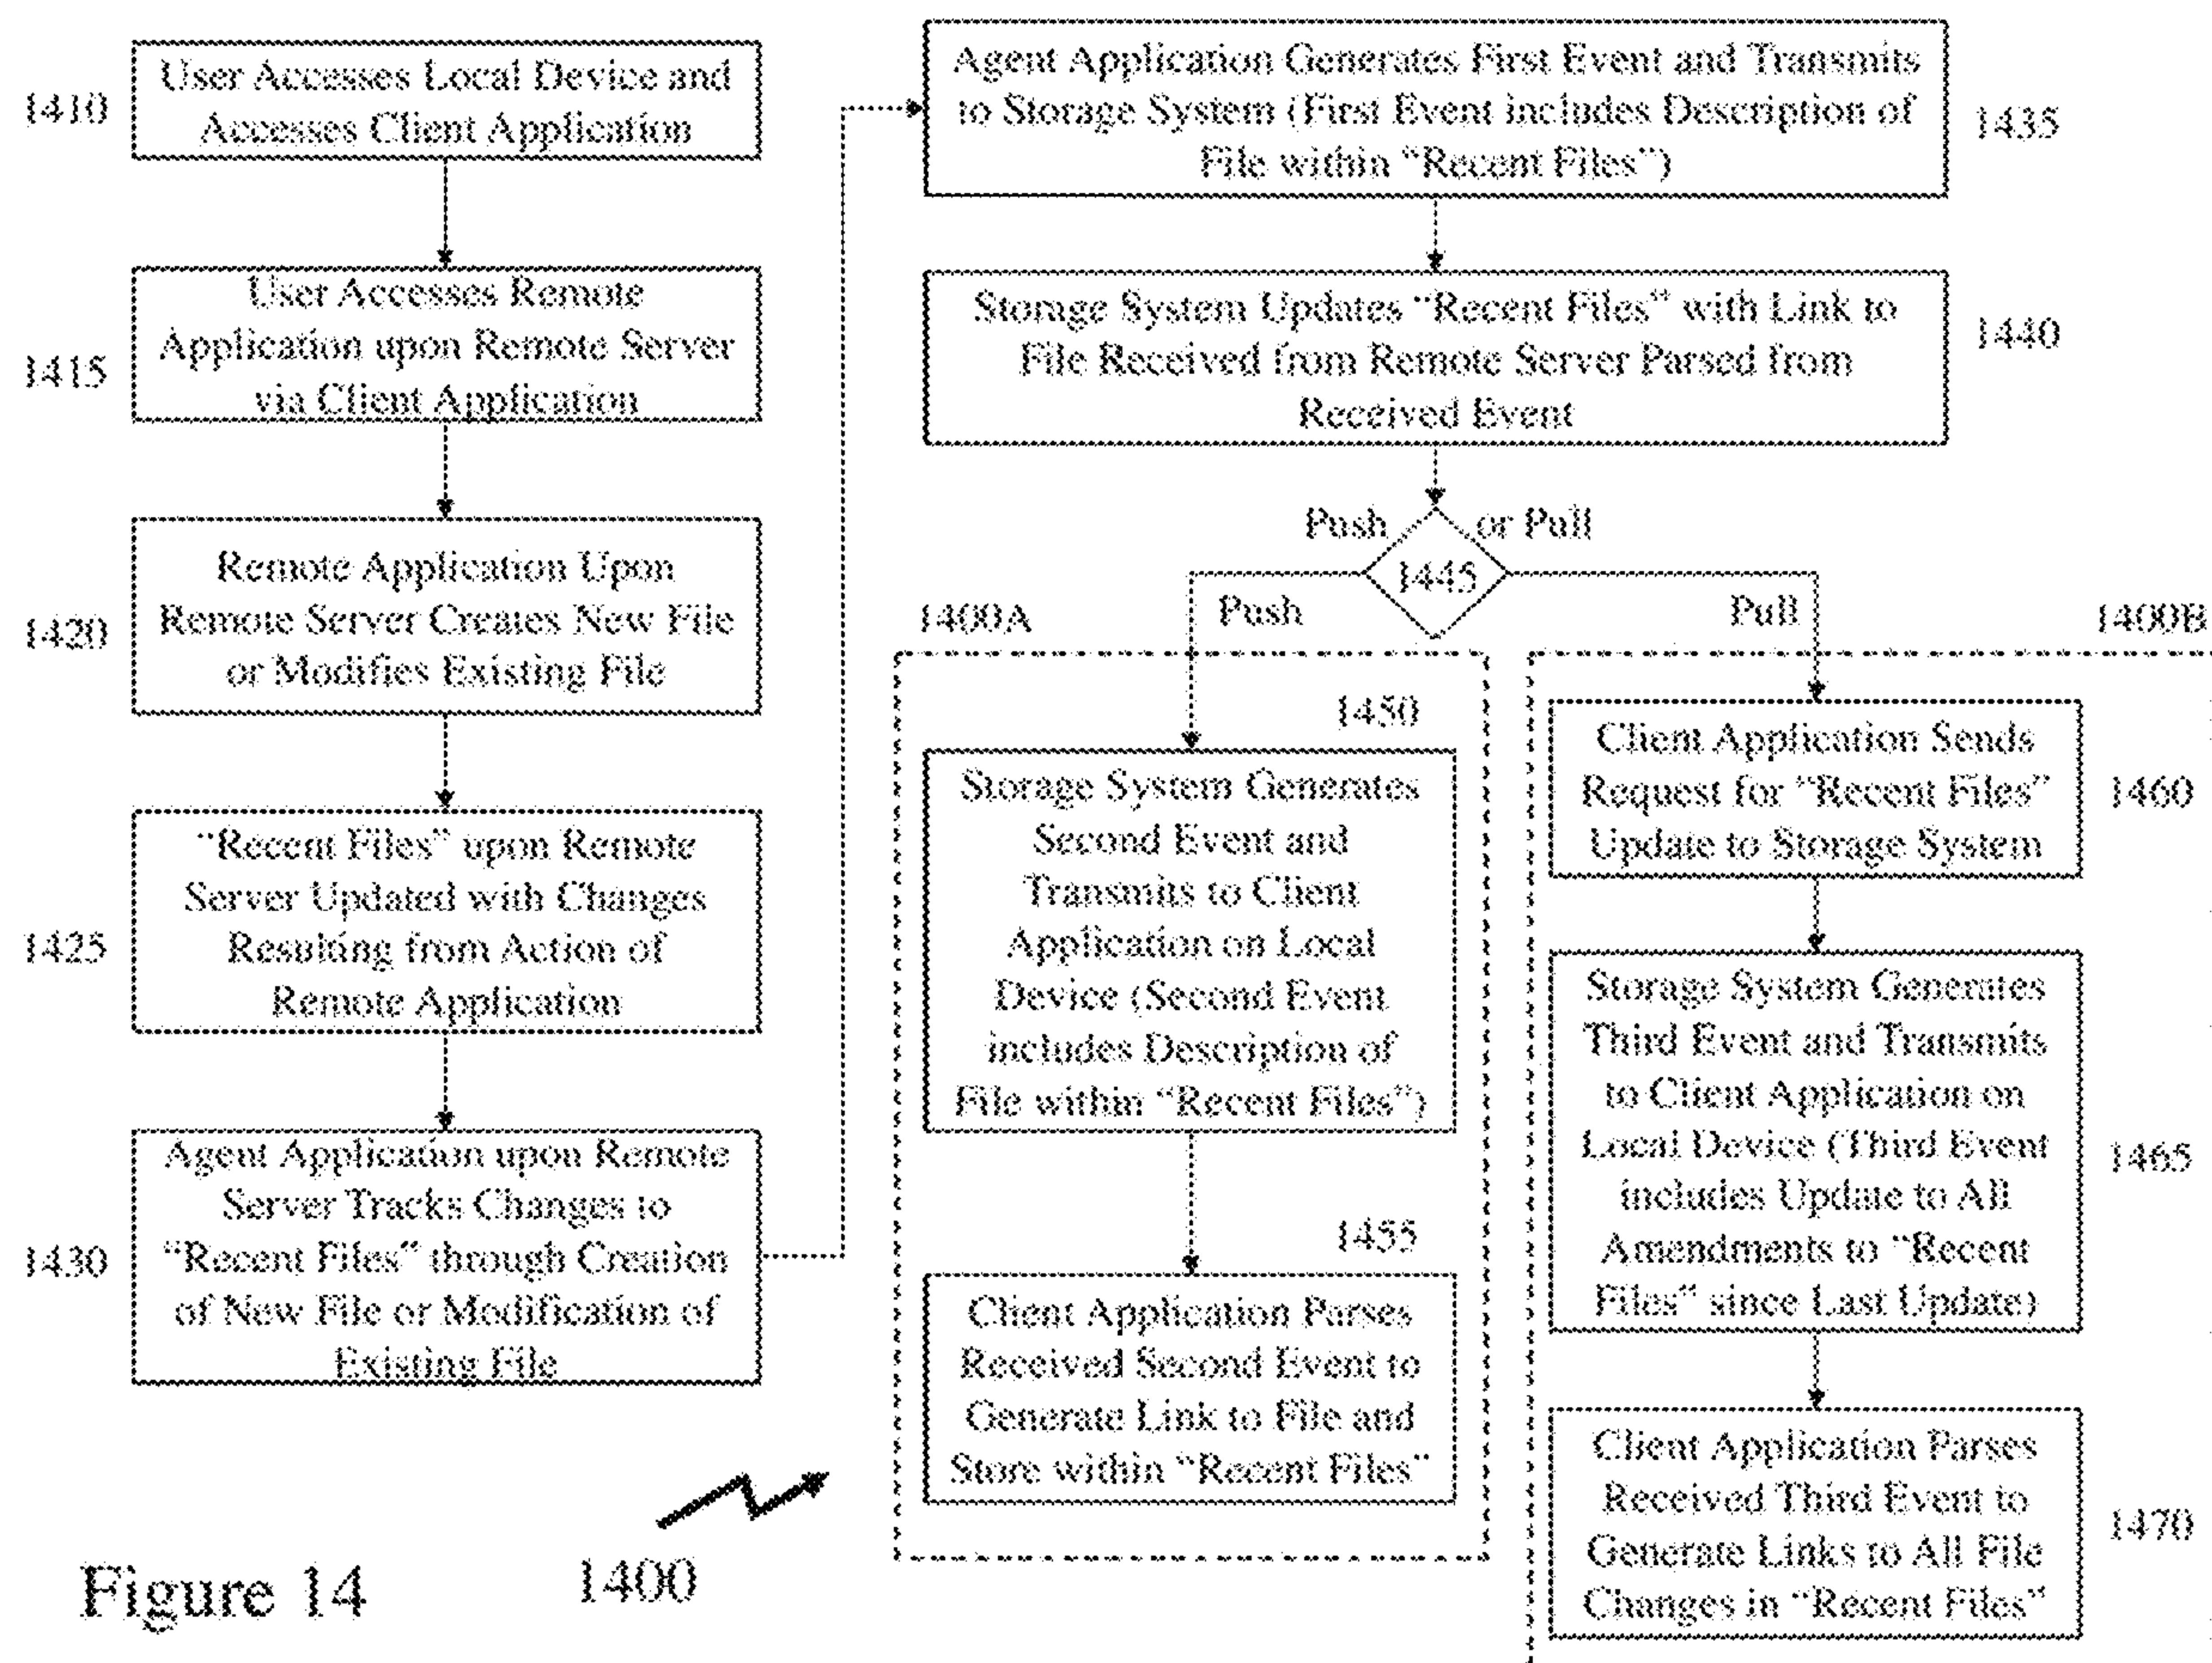 1410
User Accesses Local Device and
Accesses Client Application
1415
User Accesses Remote
Application upon Remote Server
via Client Application
1420
Remote Application Upon
Remote Server Creates New File
or Modifies Existing File
1425
"Recent Files" upon Remote
Server Updated with Changes
Resulting from Action of
Remote Application
1430
Agent Application upon Remote
Server Tracks Changes to
"Recent Files" through Creation
of New File or Modification of
Existing File
Agent Application Generates First Event and Transmits
to Storage System (First Event includes Description of
File within "Recent Files")
1435
Storage System Updates "Recent Files" with Link to
File Received from Remote Server Parsed from
Received Event
1440
Push or Pull
1445
Push
Pull
1400A
1450
Storage System Generates
Second Event and
Transmits to Client
Application on Local
Device (Second Event
includes Description of
File within "Recent Files")
1455
Client Application Parses
Received Second Event to
Generate Link to File and
Store within "Recent Files"
1400B
Client Application Sends
Request for "Recent Files"
Update to Storage System
1460
Storage System Generates
Third Event and Transmits
to Client Application on
Local Device (Third Event
includes Update to All
Amendments to "Recent
Files" since Last Update)
1465
Client Application Parses
Received Third Event to
Generate Links to All File
Changes in "Recent Files"
1470
Figure 14
1400